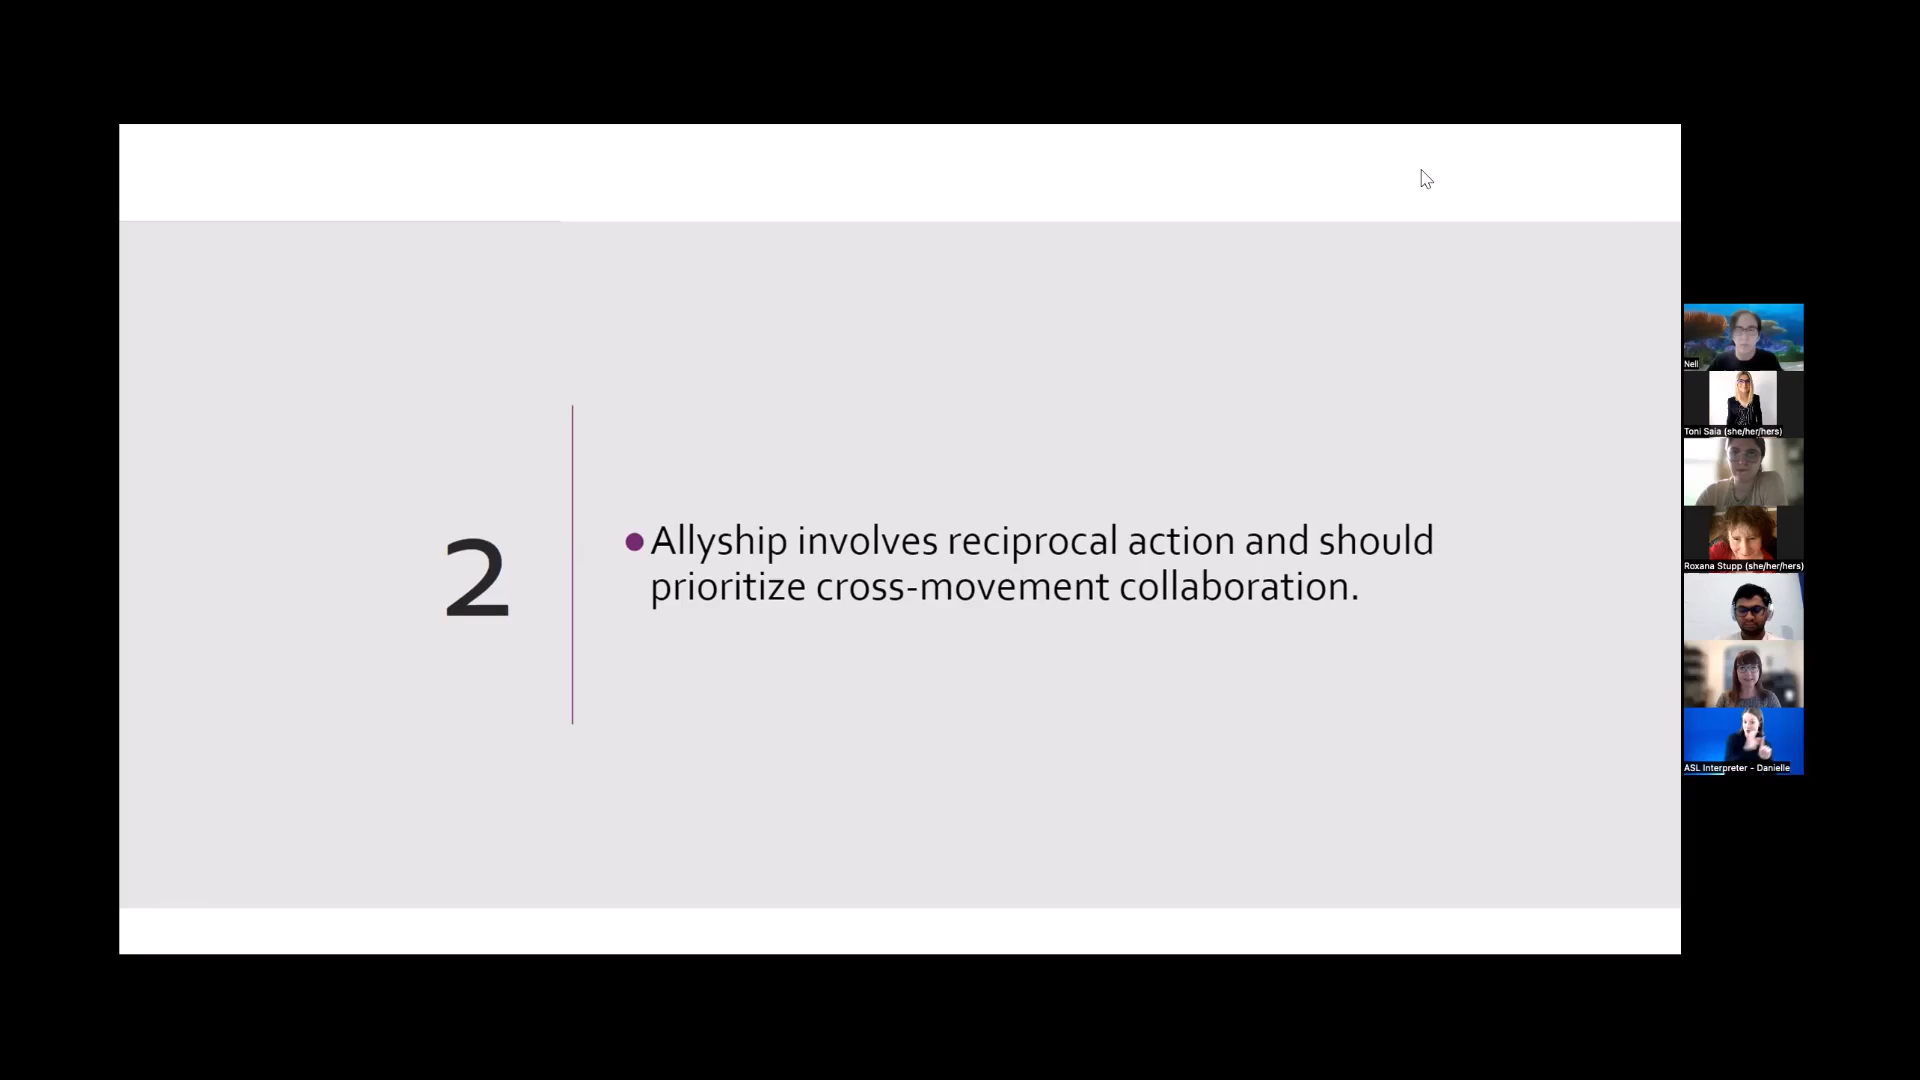 2
Allyship involves reciprocal action and should
prioritize cross-movement collaboration.
Nell
Toni Saia (she/her/hers)
Roxana Stupp (she/her/hers)
ASL Interpreter - Danielle